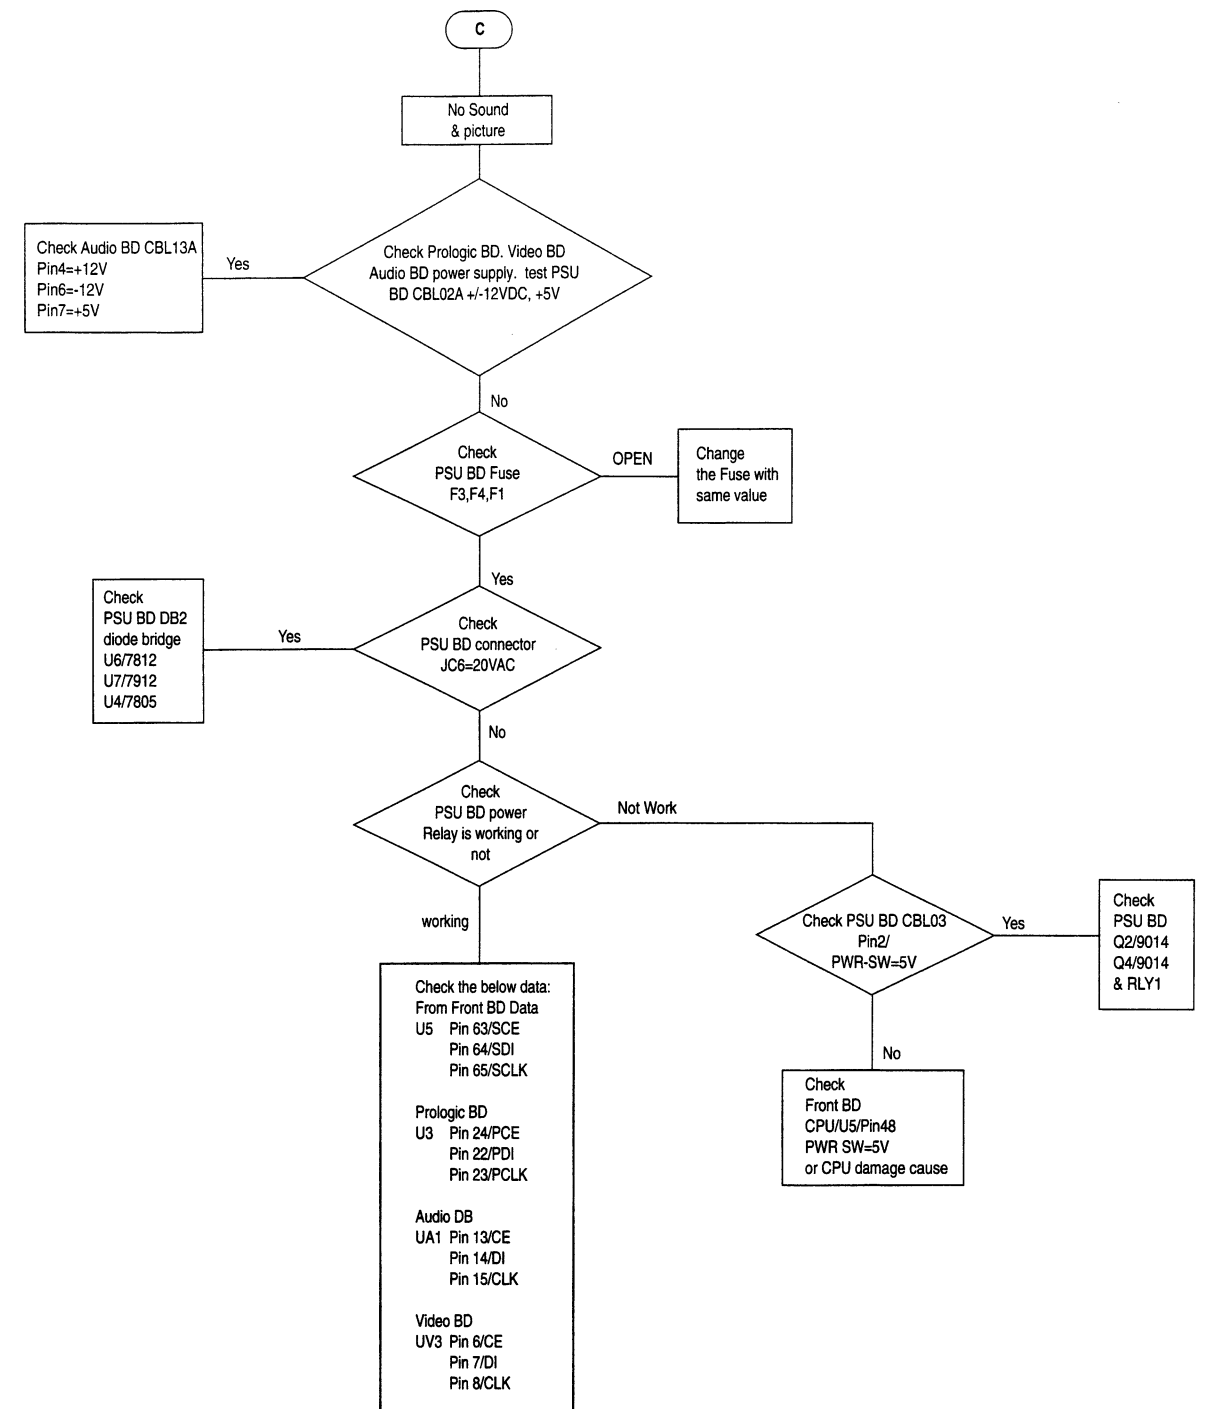 C
No Sound
& picture
Check Prologic BD. Video BD
Audio BD power supply. test PSU
BD CBL02A +/-12VDC, +5V
Yes
Check Audio BD CBL13A
Pin4=+12V
Pin6=-12V
Pin7=+5V
No
Check
PSU BD Fuse
F3,F4,F1
OPEN
Change
the Fuse with
same value
Yes
Check
PSU BD connector
JC6=20VAC
Yes
Check
PSU BD DB2
diode bridge
U6/7812
U7/7912
U4/7805
No
Check
PSU BD power
Relay is working or
not
Not Work
Check PSU BD CBL03
Pin2/
PWR-SW=5V
Yes
Check
PSU BD
Q2/9014
Q4/9014
& RLY1
No
Check
Front BD
CPU/U5/Pin48
PWR SW=5V
or CPU damage cause
working
Check the below data:
From Front BD Data
U5 Pin 63/SCE
Pin 64/SDI
Pin 65/SCLK
Prologic BD
U3 Pin 24/PCE
Pin 22/PDI
Pin 23/PCLK
Audio DB
UA1 Pin 13/CE
Pin 14/DI
Pin 15/CLK
Video BD
UV3 Pin 6/CE
Pin 7/DI
Pin 8/CLK